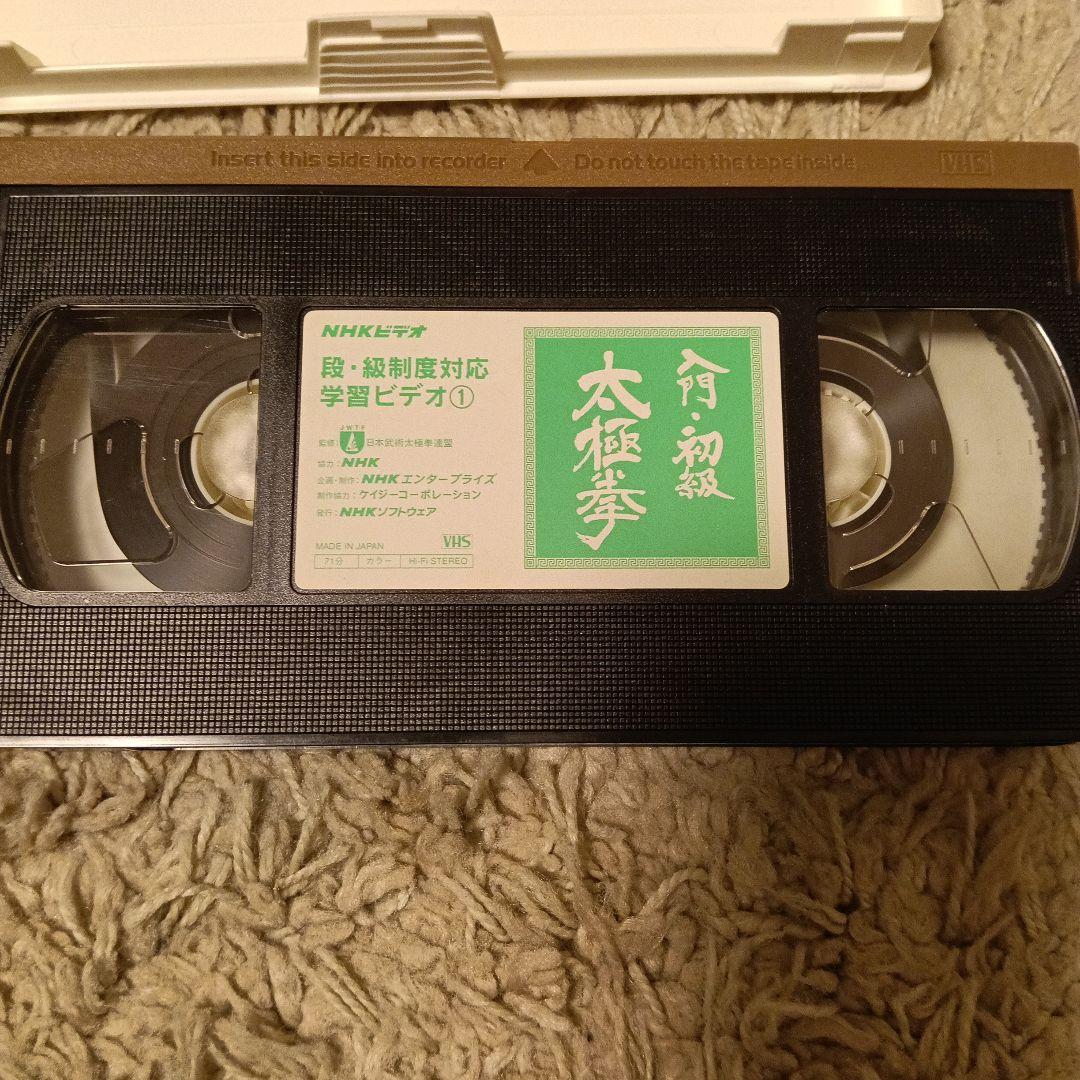 Insert this side into recorder Do not touch the tape inside VHS
NHKビデオ
段・級制度対応
学習ビデオ①
監修: JWTF 日本武術太極拳連盟
協力:NHK
企画・制作:NHKエンタープライズ
制作協力:ケイジーコーポレーション
発行:NHKソフトウェア
MADE IN JAPAN VHS
71分 カラー Hi-Fi STEREO
入門・初級
太極拳